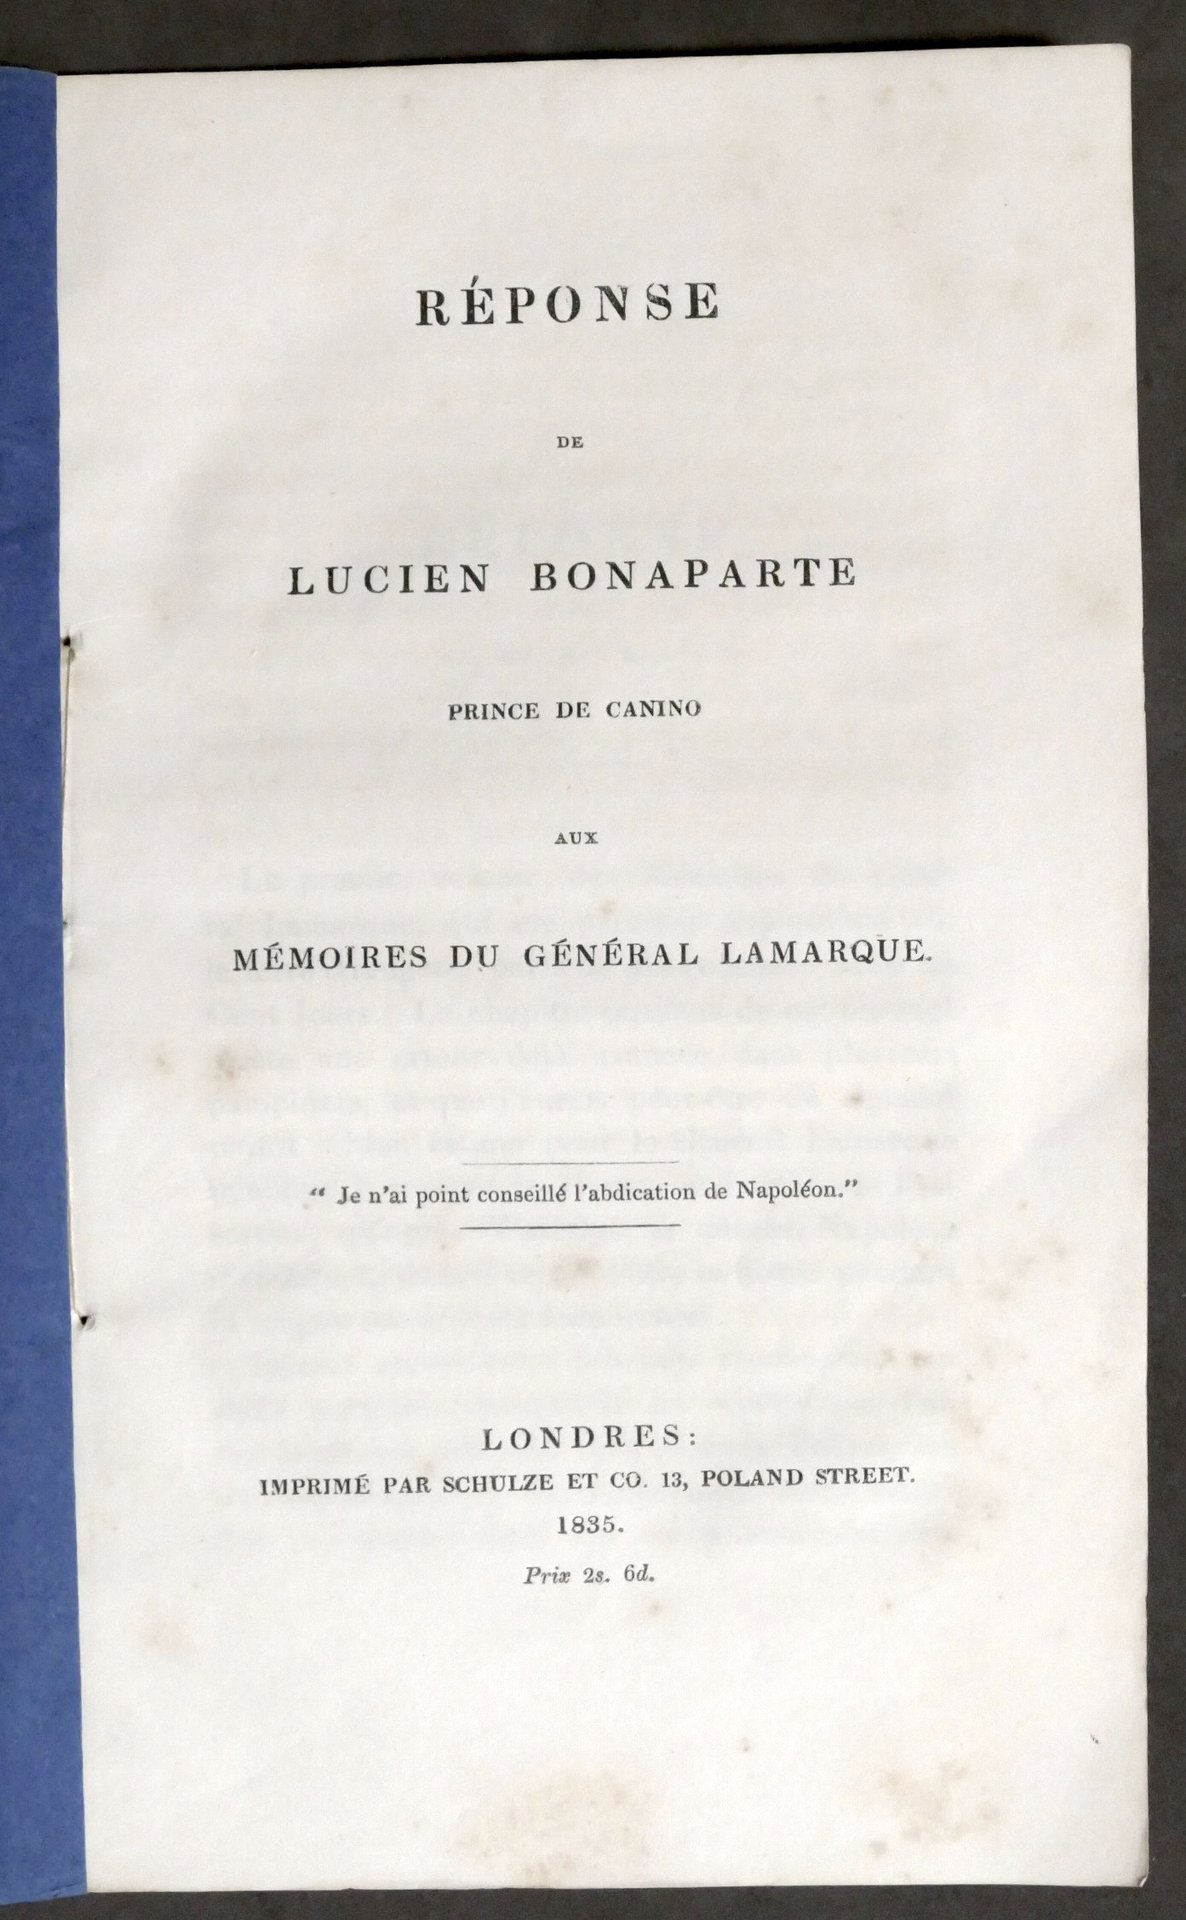 RÉPONSE
DE
LUCIEN BONAPARTE
PRINCE DE CANINO
AUX
MÉMOIRES DU GÉNÉRAL LAMARQUE.
“ Je n'ai point conseillé l'abdication de Napoléon.”
LONDRES:
IMPRIMÉ PAR SCHULZE ET CO. 13, POLAND STREET.
1835.
Prix 2s. 6d.